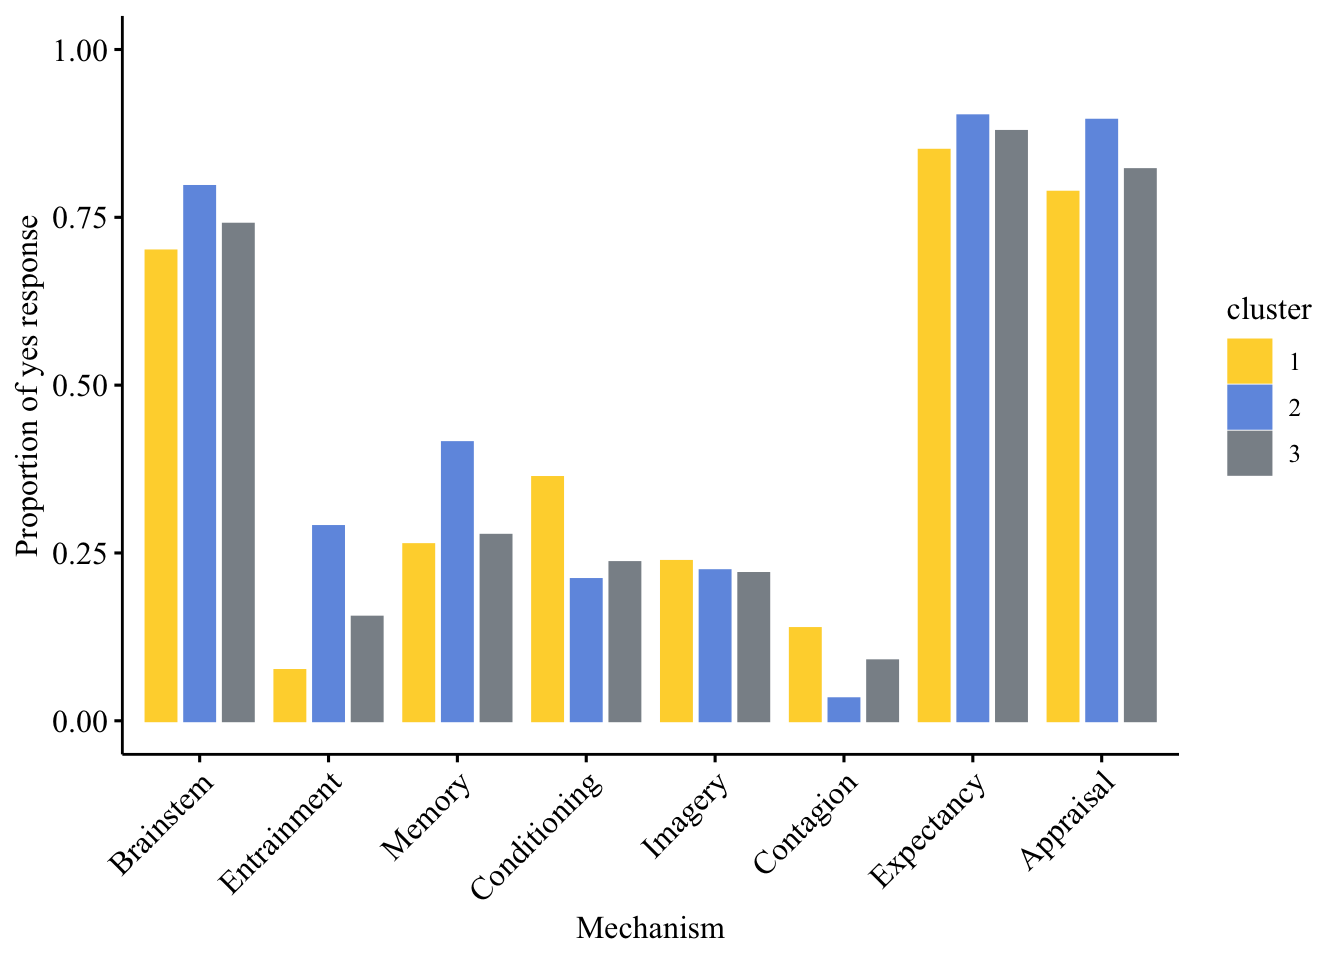 1.00
0.75
0.50
0.25
0.00
Proportion of yes response
Brainstem
Entrainment
Memory
Conditioning
Imagery
Contagion
Expectancy
Appraisal
Mechanism
cluster
1
2
3